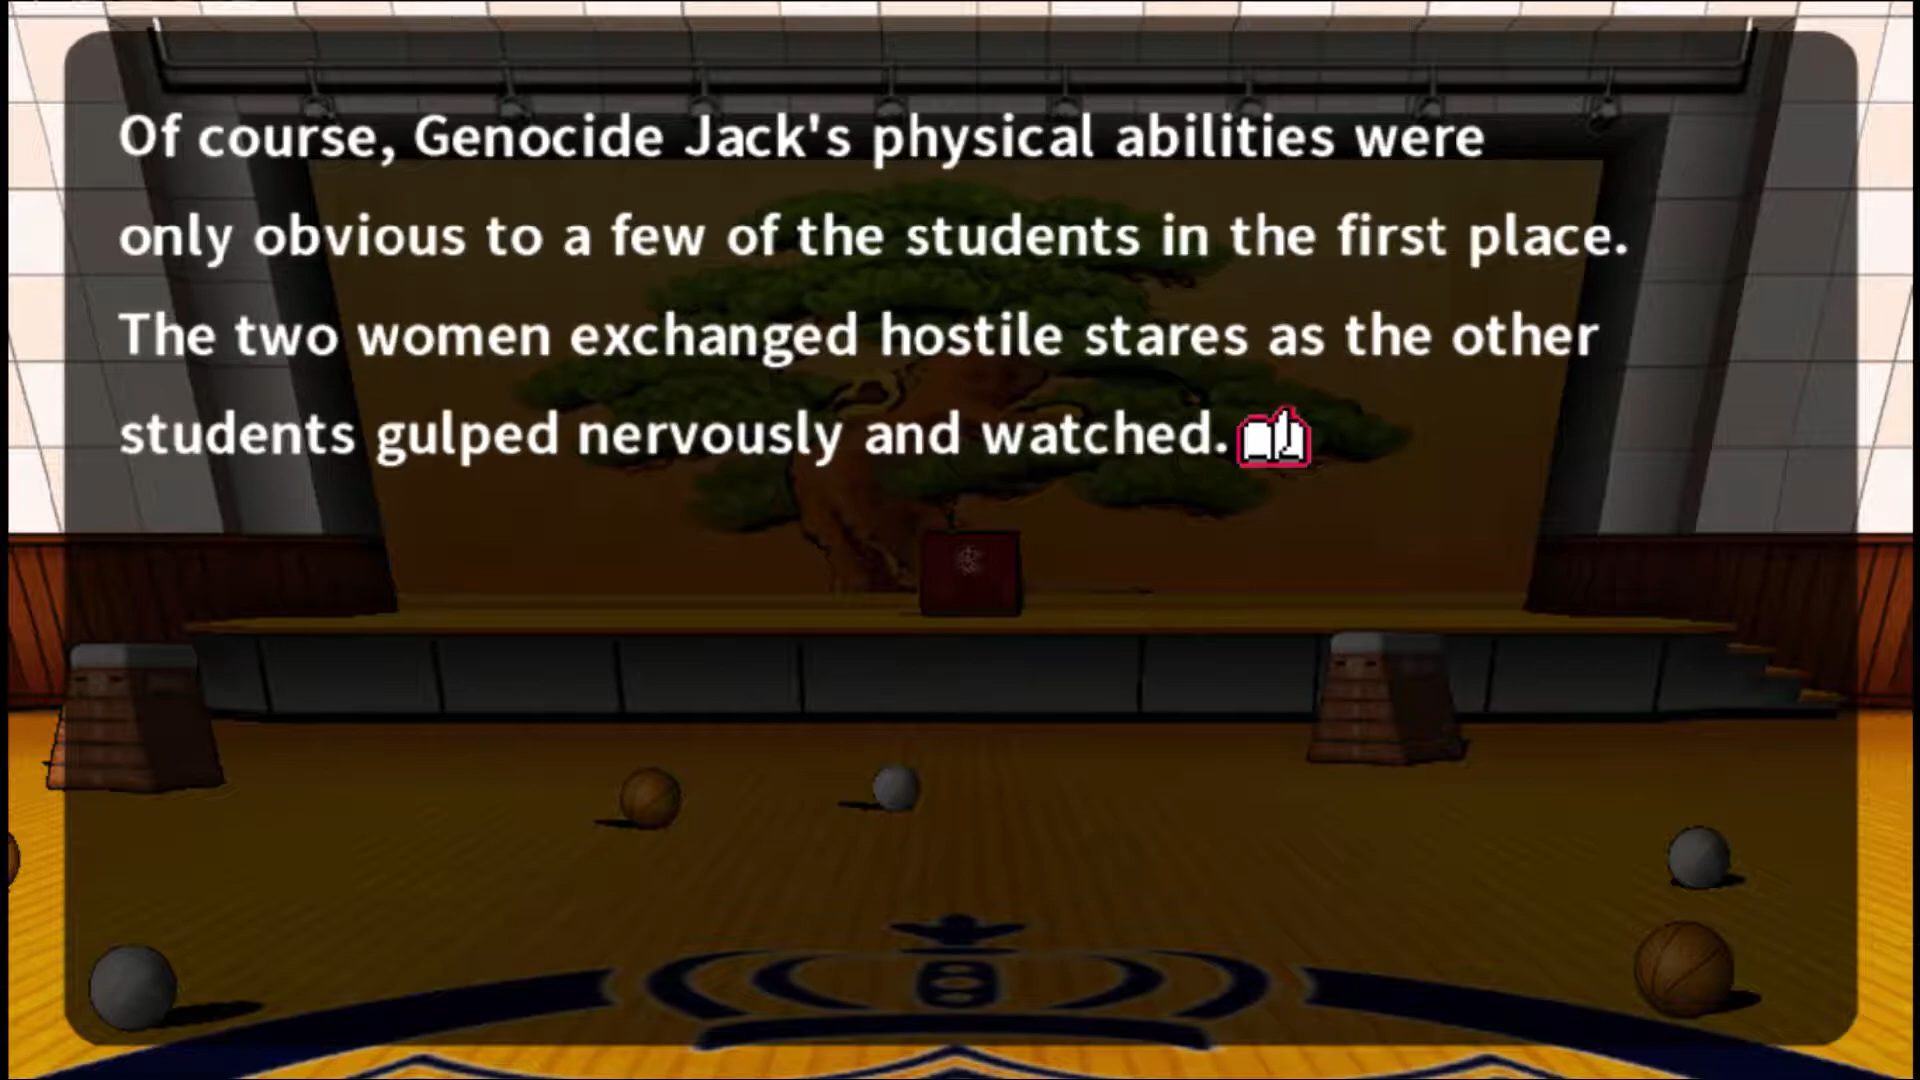 Of course, Genocide Jack's physical abilities were
only obvious to a few of the students in the first place.
The two women exchanged hostile stares as the other
students gulped nervously and watched.